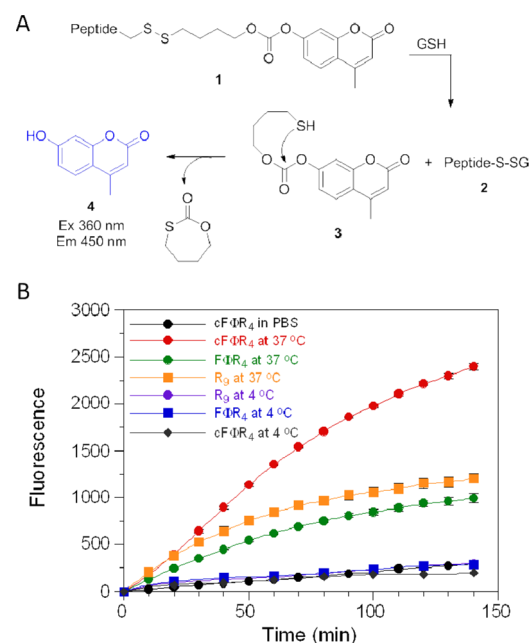 A
Peptide
S
S
O
O
O
O
O
1
GSH
SH
HO
O
O
O
O
O
O
O
+ Peptide-S-SG
4
O
S
O
3
2
Ex 360 nm
Em 450 nm
B
3000
2500
2000
1500
1000
500
0
Fluorescence
cFΦR4 in PBS
cFΦR4 at 37 °C
FΦR4 at 37 °C
R9 at 37 °C
R9 at 4 °C
FΦR4 at 4 °C
cFΦR4 at 4 °C
0 50 100 150
Time (min)